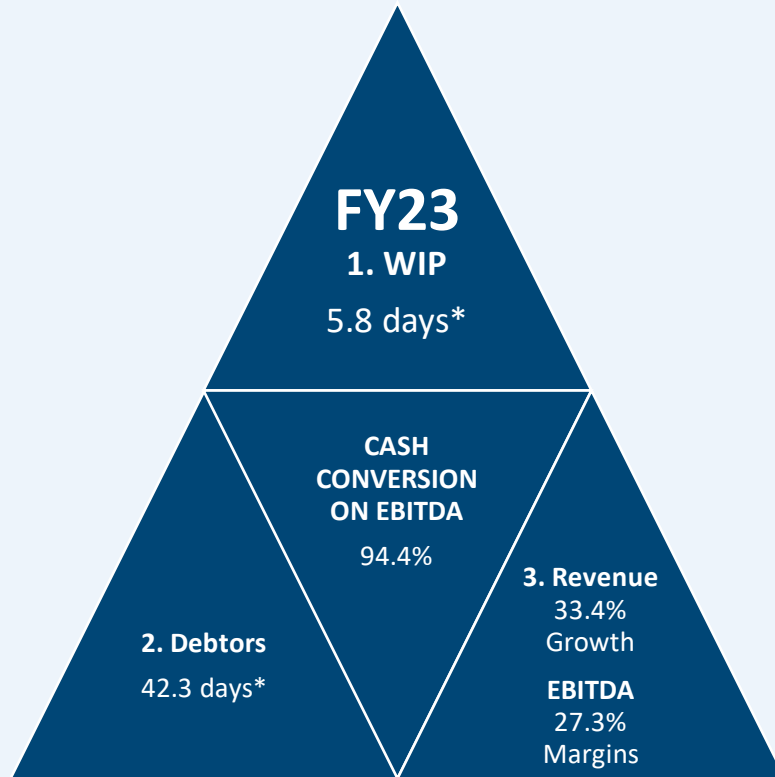 FY23
1. WIP
5.8 days*
CASH
CONVERSION
ON EBITDA
94.4%
2. Debtors
42.3 days*
3. Revenue
33.4%
Growth
EBITDA
27.3%
Margins